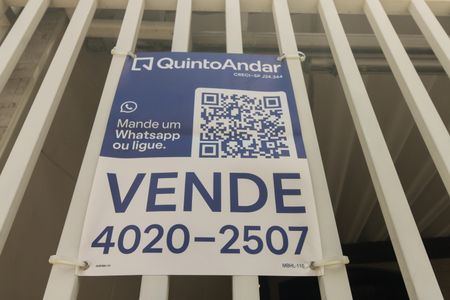 QuintoAndar
CRECI-SP J24.344
Mande um
Whatsapp
ou ligue.
VENDE
4020-2507